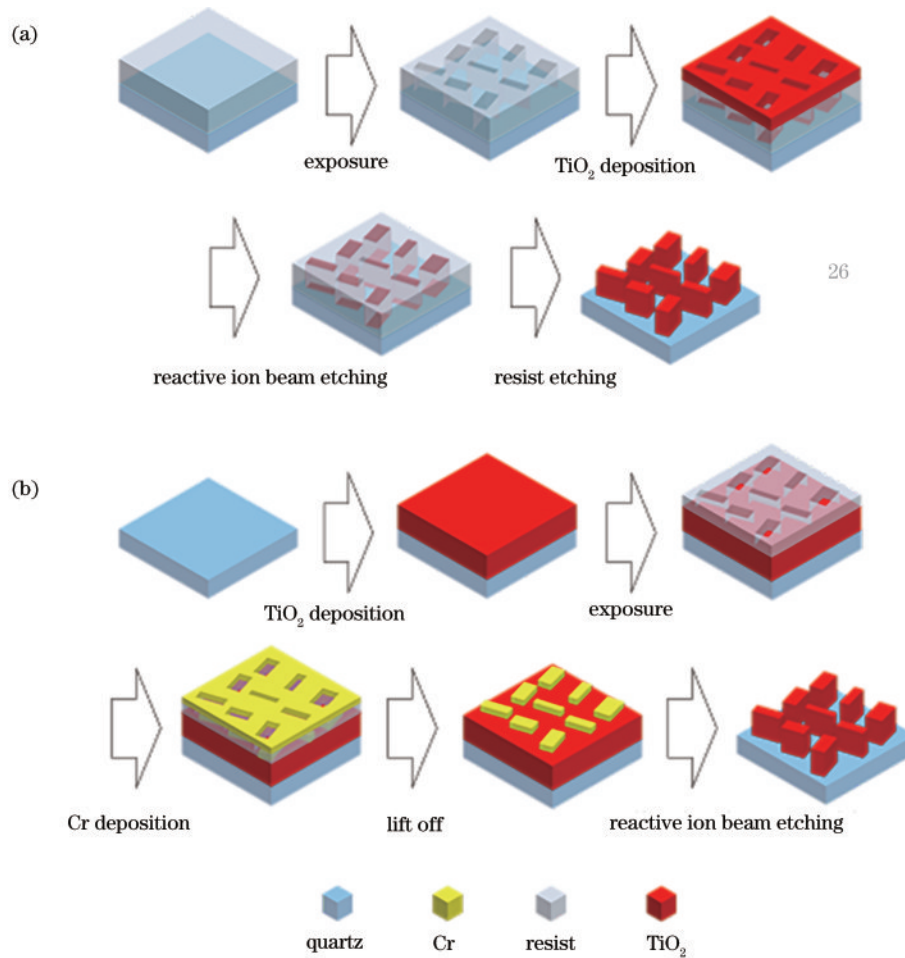 (a)
exposure
TiO₂ deposition
26
reactive ion beam etching
resist etching
(b)
TiO₂ deposition
exposure
Cr deposition
lift off
reactive ion beam etching
quartz
Cr
resist
TiO₂